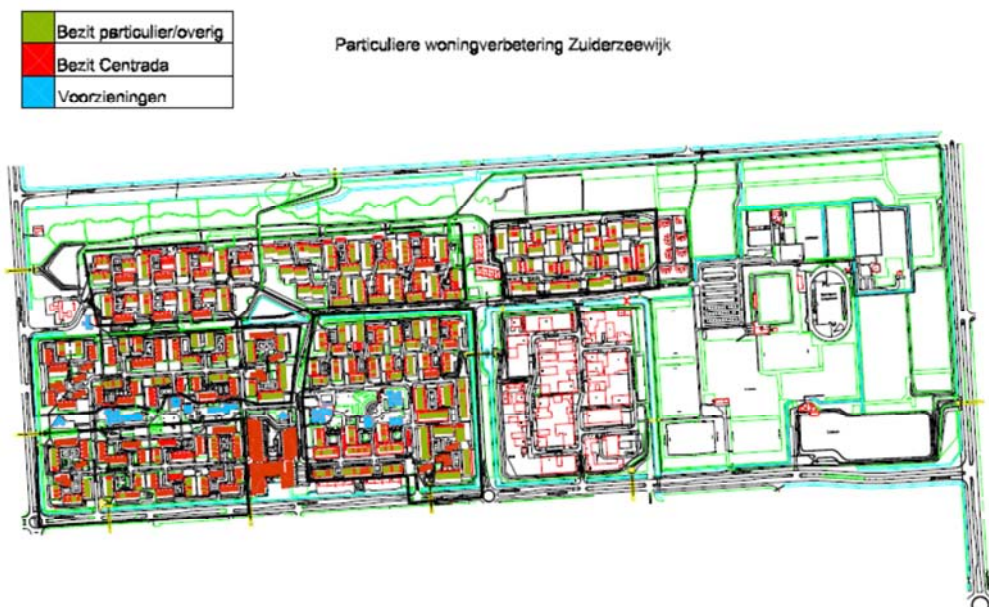 Bezit particulier/overig
Particuliere woningverbetering Zuiderzeewijk
Bezit Centrada
Voorzieningen